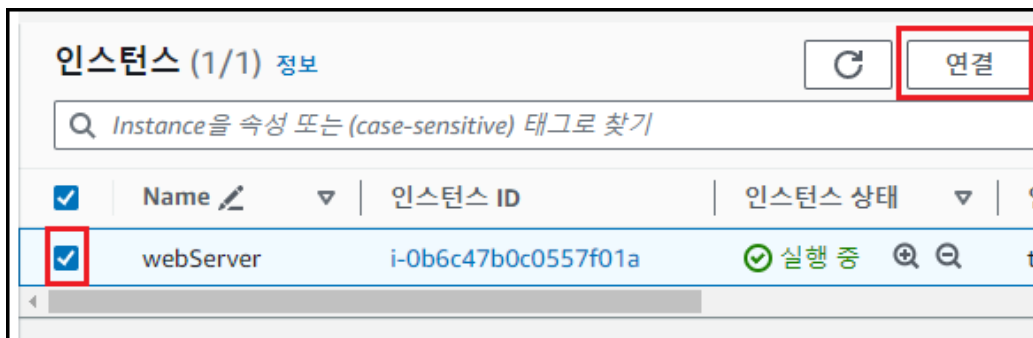 인스턴스 (1/1) 정보 연결
Instance을 속성 또는 (case-sensitive) 태그로 찾기
Name 인스턴스 ID 인스턴스 상태
webServer i-0b6c47b0c0557f01a 실행 중